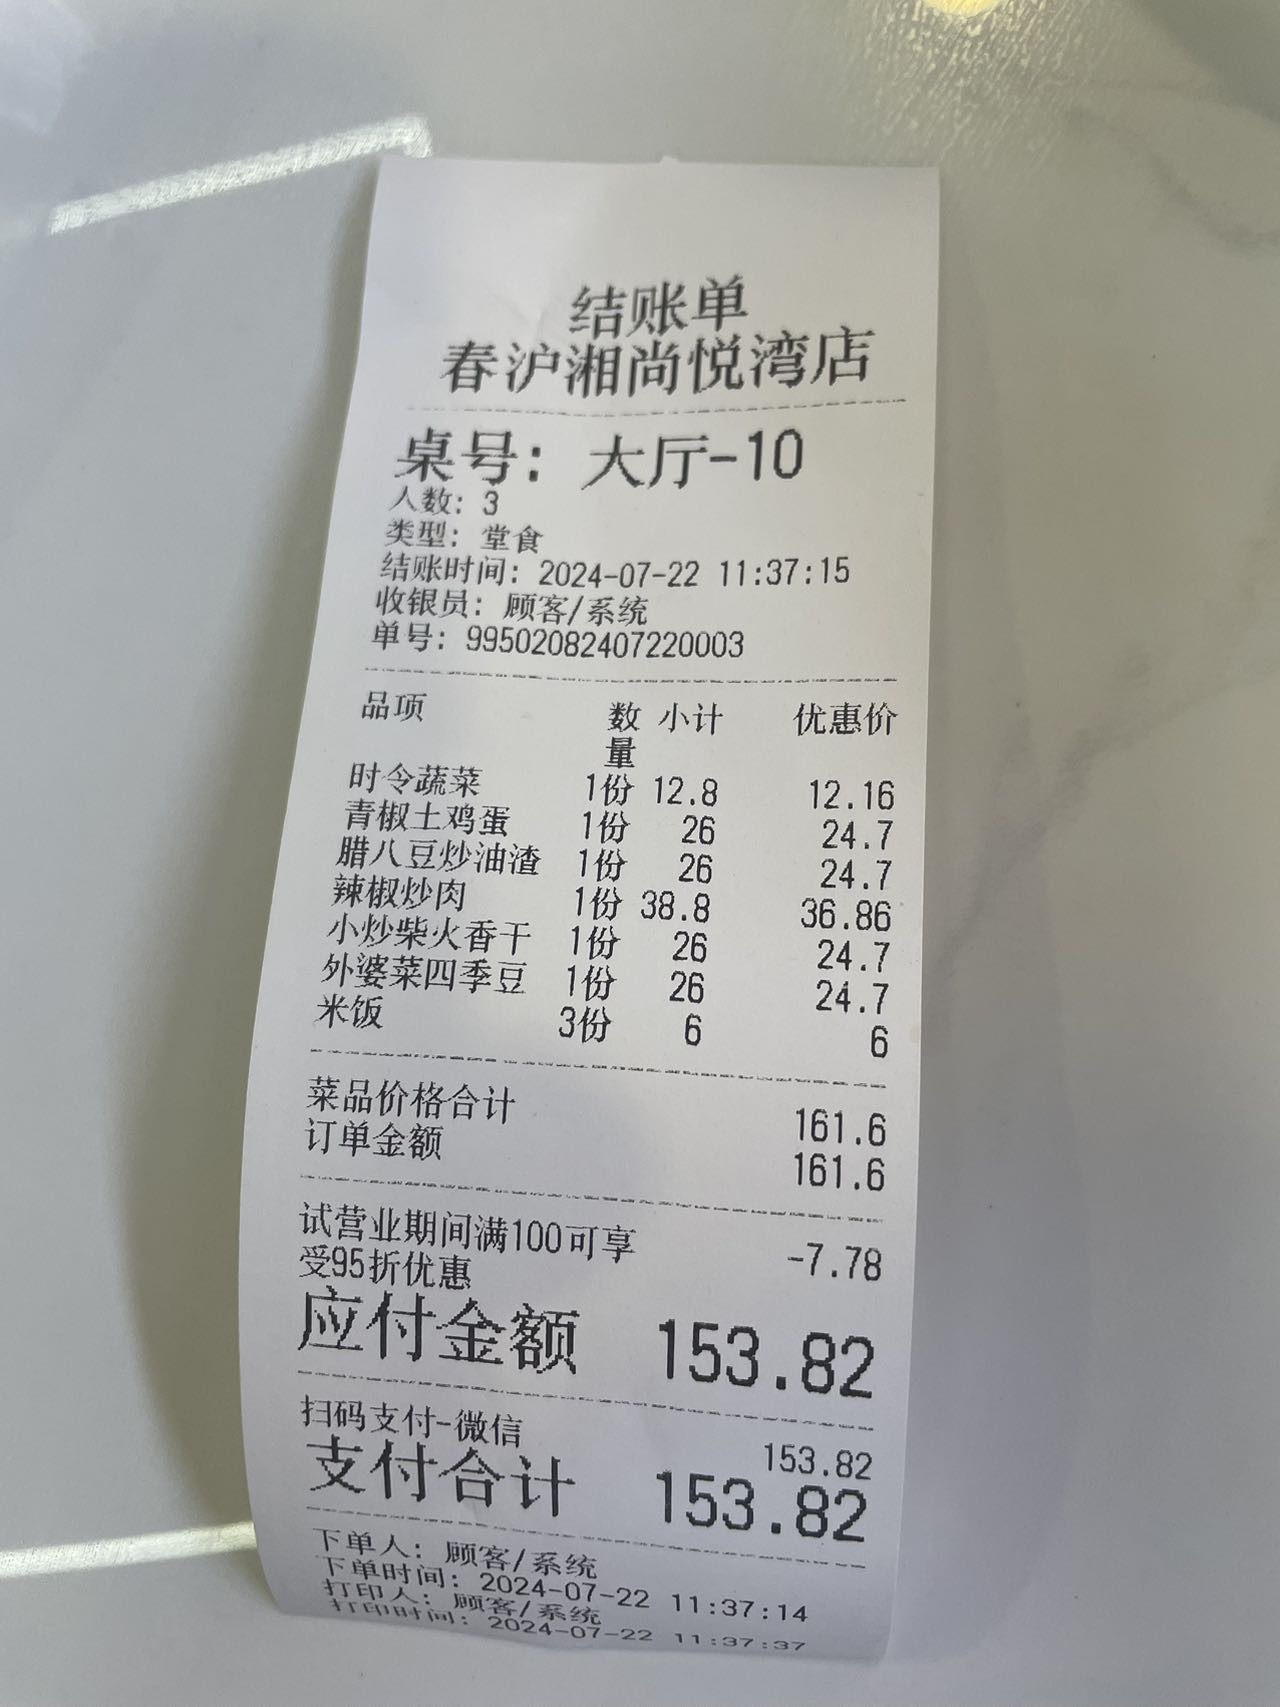 结账单
春沪湘尚悦湾店
桌号: 大厅-10
人数: 3
类型: 堂食
结账时间: 2024-07-22 11:37:15
收银员: 顾客/系统
单号: 99502082407220003
品项 数量 小计 优惠价
时令蔬菜 1份 12.8 12.16
青椒土鸡蛋 1份 26 24.7
腊八豆炒油渣 1份 26 24.7
辣椒炒肉 1份 38.8 36.86
小炒柴火香干 1份 26 24.7
外婆菜四季豆 1份 26 24.7
米饭 3份 6 6
菜品价格合计 161.6
订单金额 161.6
试营业期间满100可享 -7.78
受95折优惠
应付金额 153.82
扫码支付-微信 153.82
支付合计 153.82
下单人: 顾客/系统
下单时间: 2024-07-22 11:37:14
打印人: 顾客/系统
打印时间: 2024-07-22 11:37:37